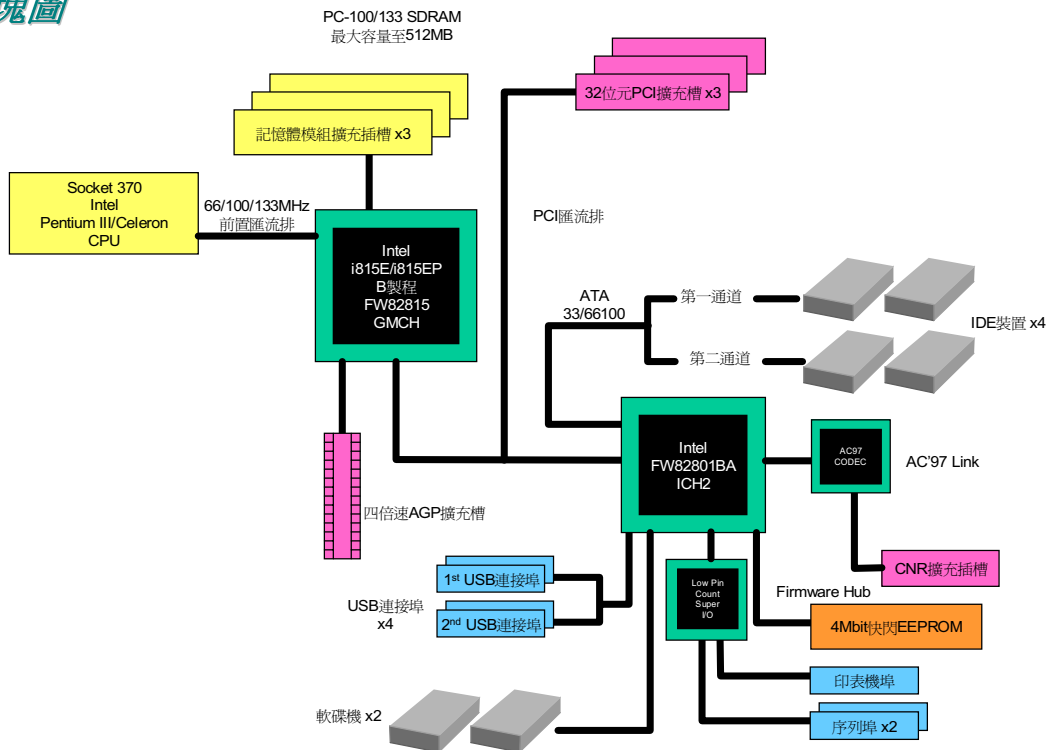 塊圖
PC-100/133 SDRAM
最大容量至512MB
32位元PCI擴充槽 x3
記憶體模組擴充插槽 x3
Socket 370
Intel
Pentium III/Celeron
CPU
66/100/133MHz
前置匯流排
PCI匯流排
Intel
i815E/i815EP
B製程
FW82815
GMCH
ATA
33/66100
第一通道
第二通道
IDE裝置 x4
Intel
FW82801BA
ICH2
AC97
CODEC
AC'97 Link
四倍速AGP擴充槽
CNR擴充插槽
1st USB連接埠
2nd USB連接埠
USB連接埠
x4
Low Pin
Count
Super
I/O
Firmware Hub
4Mbit快閃EEPROM
印表機埠
序列埠 x2
軟碟機 x2